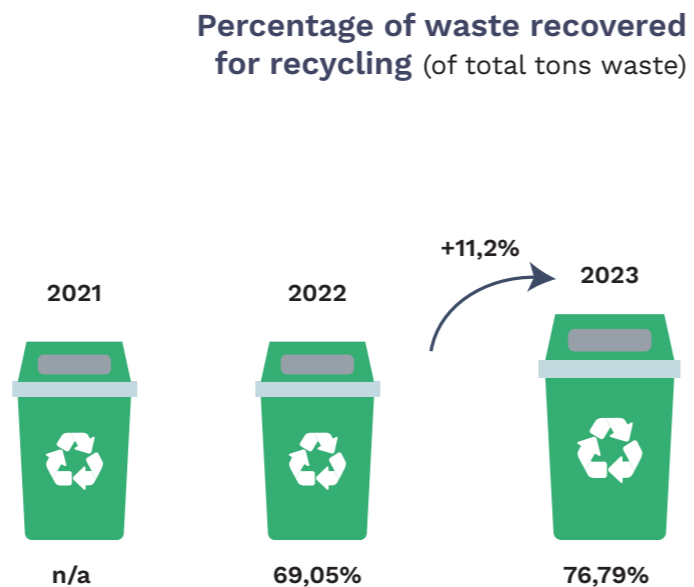 Percentage of waste recovered
for recycling (of total tons waste)
+11,2%
2021
2022
2023
n/a
69,05%
76,79%